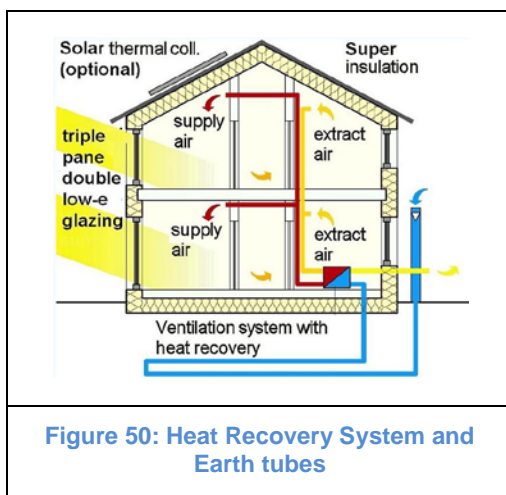 Solar thermal coll.
(optional)
Super
insulation
triple
pane
double
low-e
glazing
supply
air
extract
air
supply
air
extract
air
Ventilation system with
heat recovery
Figure 50: Heat Recovery System and
Earth tubes